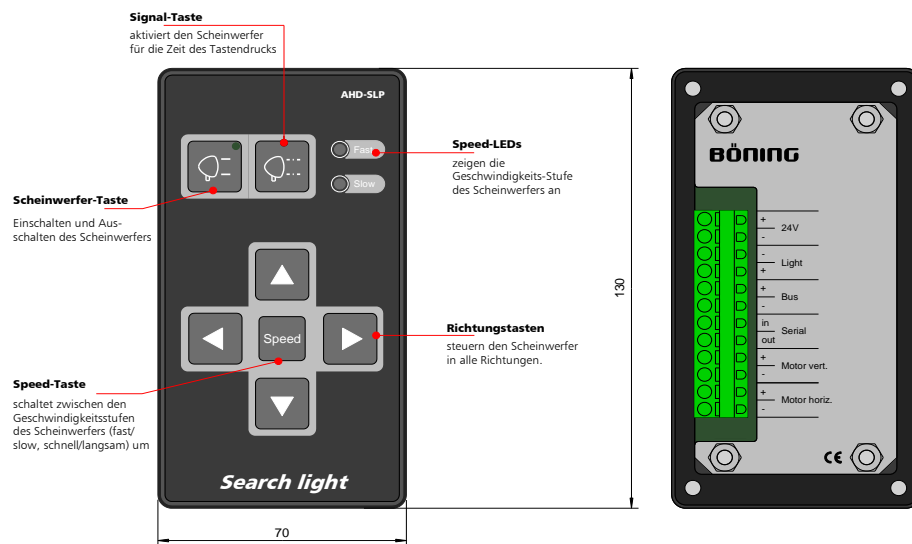 Signal-Taste
aktiviert den Scheinwerfer
für die Zeit des Tastendrucks
AHD-SLP
Fast
Slow
Speed-LEDs
zeigen die
Geschwindigkeits-Stufe
des Scheinwerfers an
Scheinwerfer-Taste
Einschalten und Aus-
schalten des Scheinwerfers
Speed
Richtungstasten
steuern den Scheinwerfer
in alle Richtungen.
Speed-Taste
schaltet zwischen den
Geschwindigkeitsstufen
des Scheinwerfers (fast/
slow, schnell/langsam) um
Search light
70
130
BÖNING
+
- 24V
-
+ Light
+
- Bus
in
out Serial
+
- Motor vert.
+
- Motor horiz.
CE